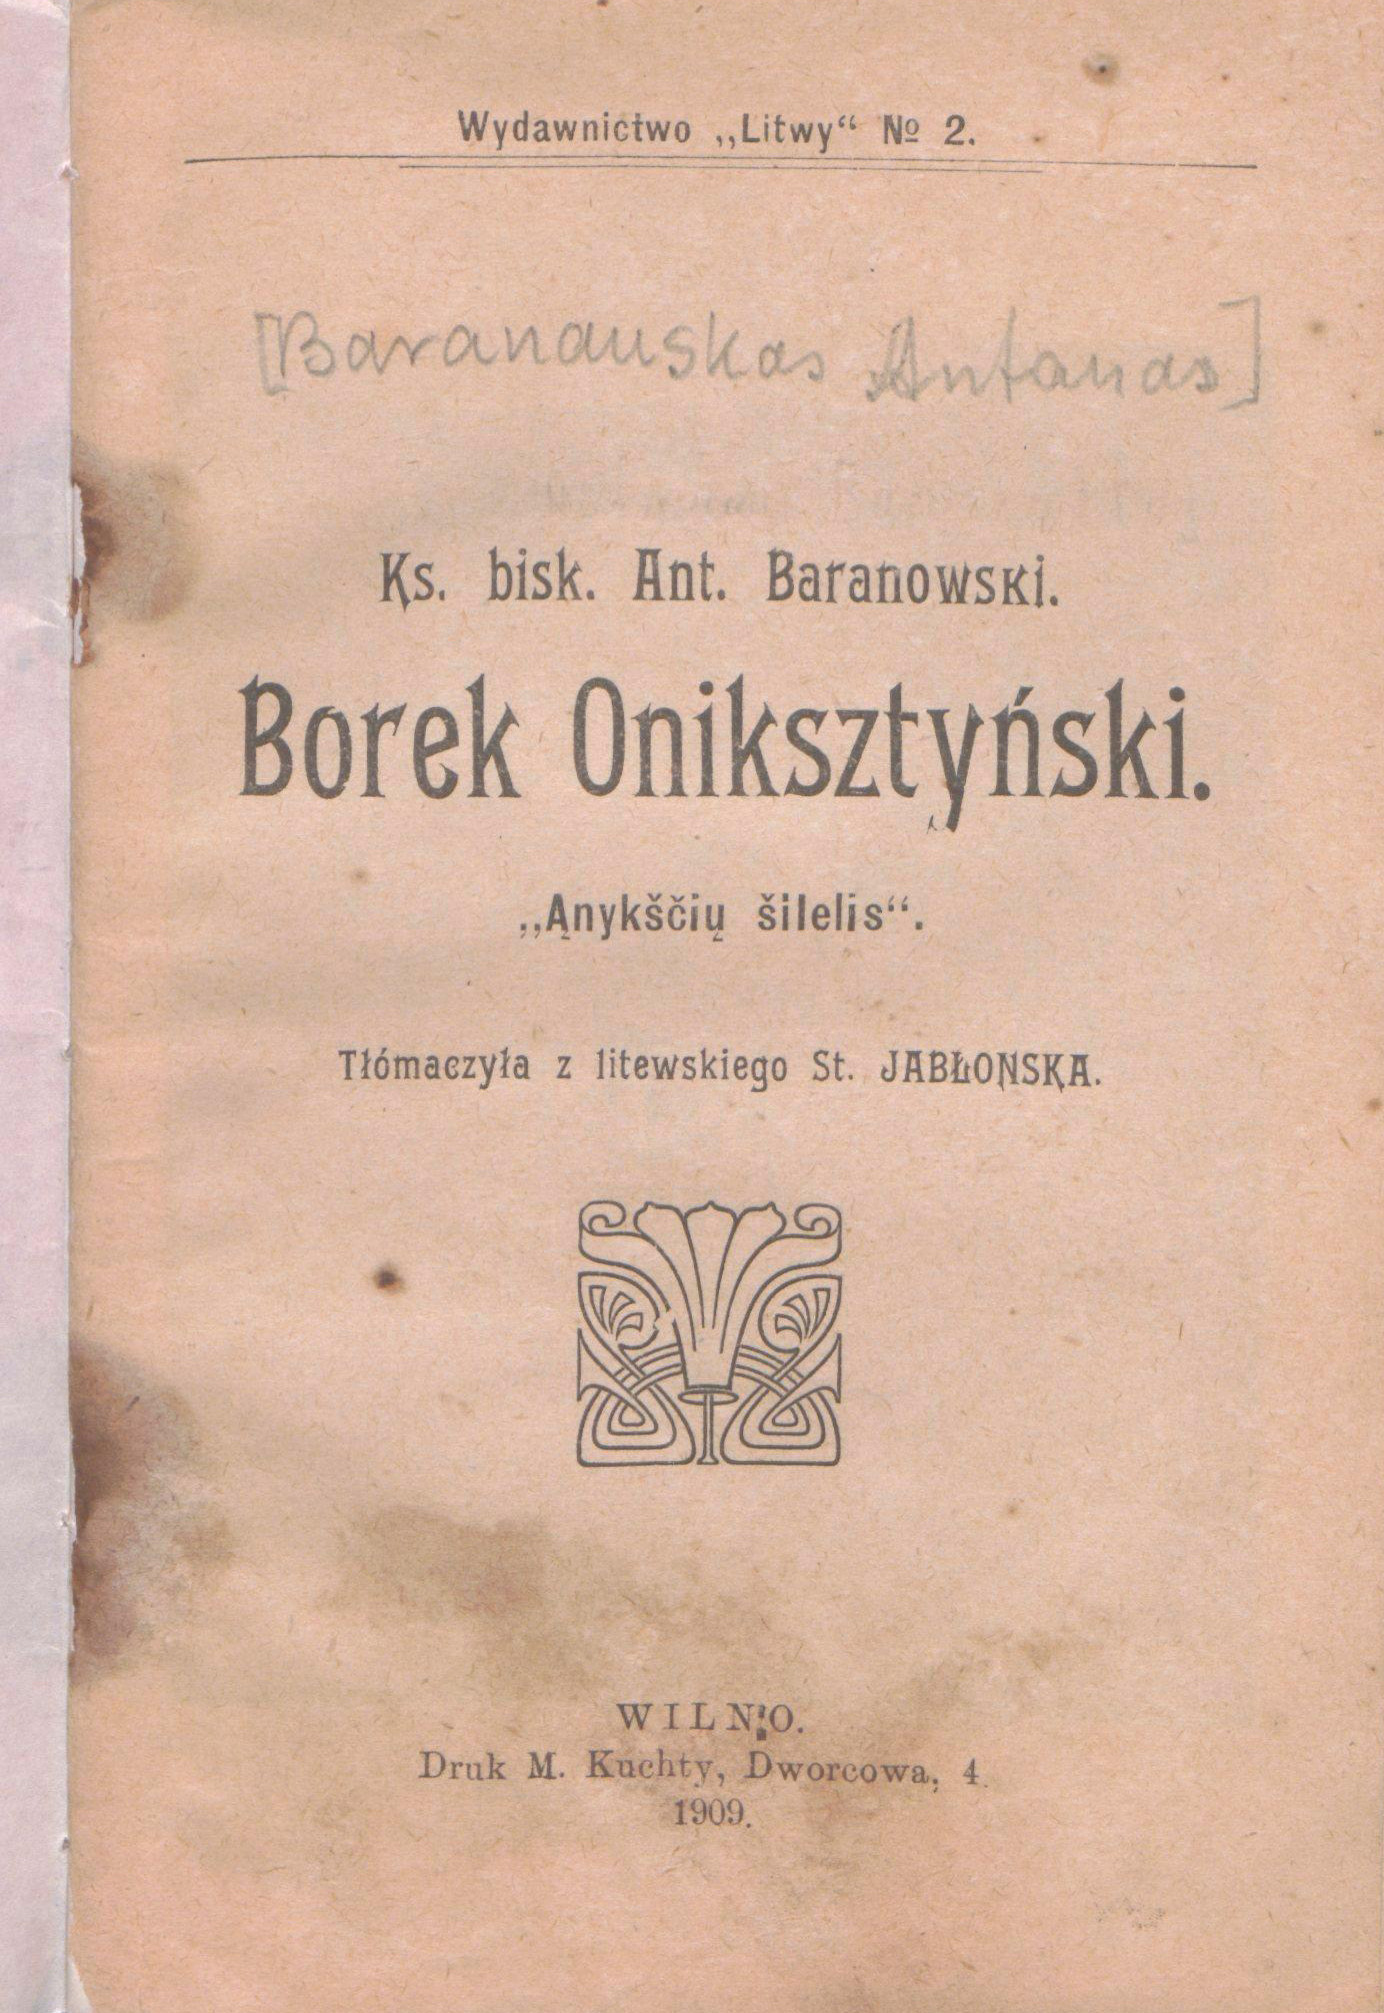 Wydawnictwo „Litwy“ № 2.
[Baranauskas Antanas]
Ks. bisk. Ant. Baranowski.
Borek Oniksztyński.
„Ąnykščių šilelis“.
Tłómaczyła z litewskiego St. JABŁONSKA.
WILNO.
Druk M. Kuchty, Dworcowa, 4
1909.